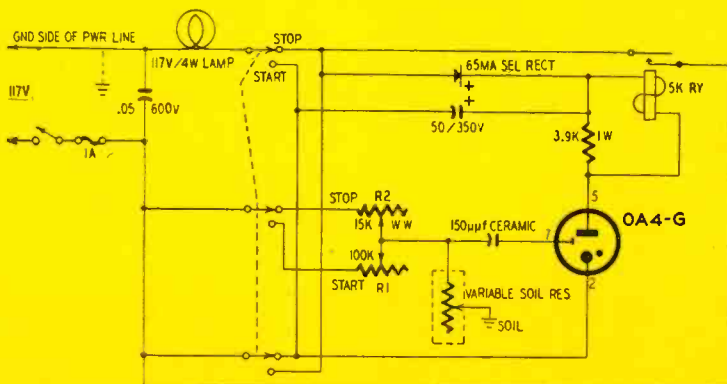 GND SIDE OF PWR LINE
117V/4W LAMP
STOP
START
117V
.05 600V
1A
65MA SEL RECT
+
+
50/350V
5K RY
3.9K 1W
STOP
R2
15K WW
100K
START R1
150µµf CERAMIC
5
7
2
OA4-G
VARIABLE SOIL RES
SOIL